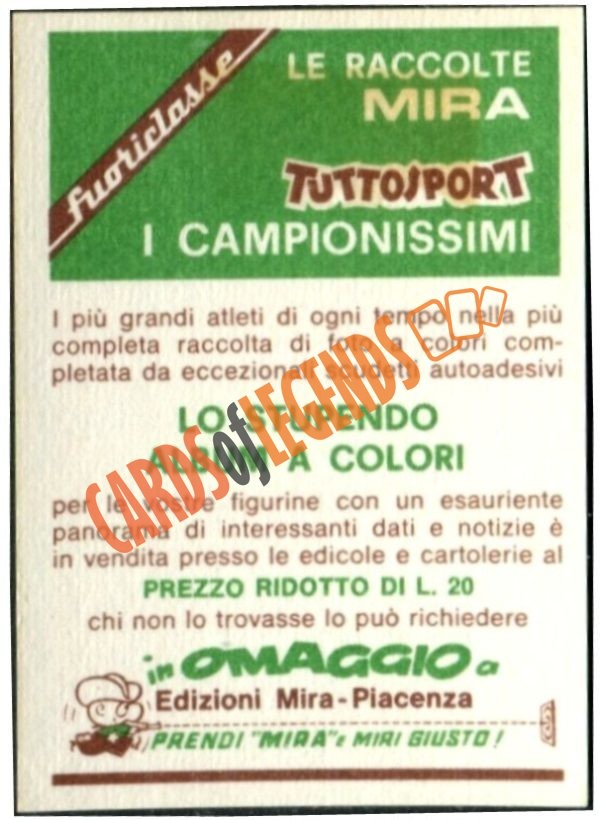 fuoriclasse
LE RACCOLTE
MIRA
TUTTOSPORT
I CAMPIONISSIMI
I più grandi atleti di ogni tempo nella più
completa raccolta di foto a colori com-
pletata da eccezionali scudetti autoadesivi
LO STUPENDO
ALBUM A COLORI
per le vostre figurine con un esauriente
panorama di interessanti dati e notizie è
in vendita presso le edicole e cartolerie al
PREZZO RIDOTTO DI L. 20
chi non lo trovasse lo può richiedere
in OMAGGIO a
Edizioni Mira-Piacenza
PRENDI "MIRA" e MIRI GIUSTO!
CARDS of LEGENDS